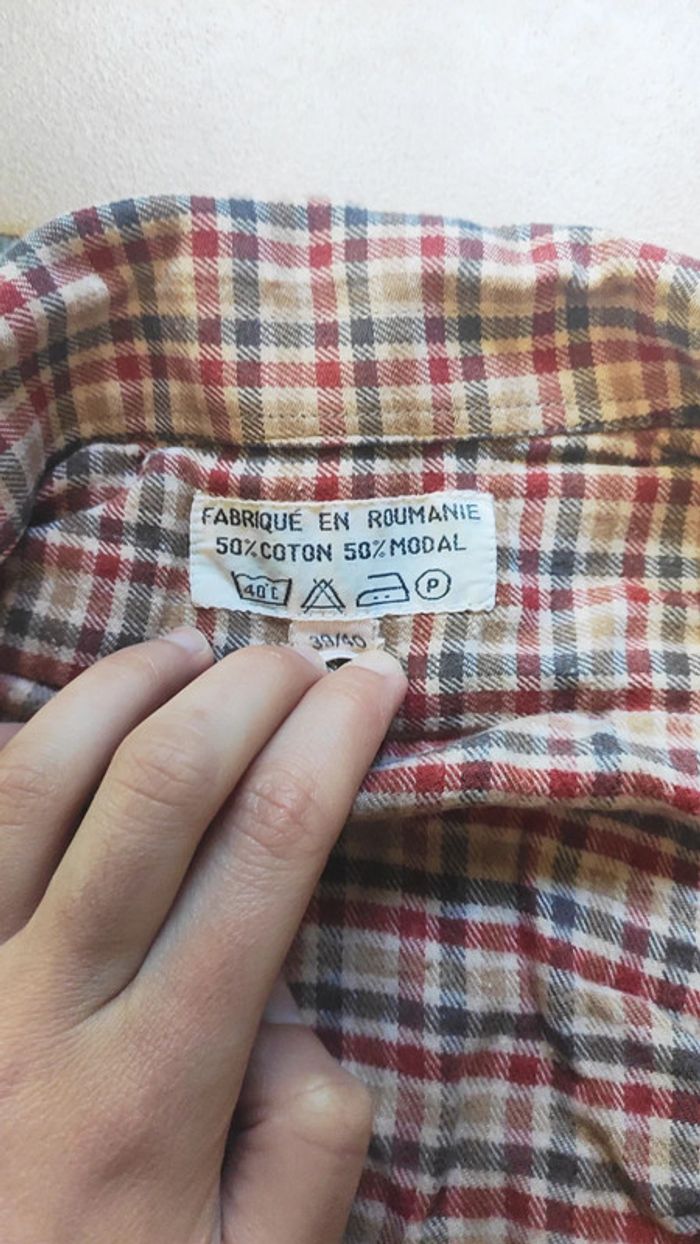 FABRIQUÉ EN ROUMANIE
50% COTON 50% MODAL
40°C P
39/40